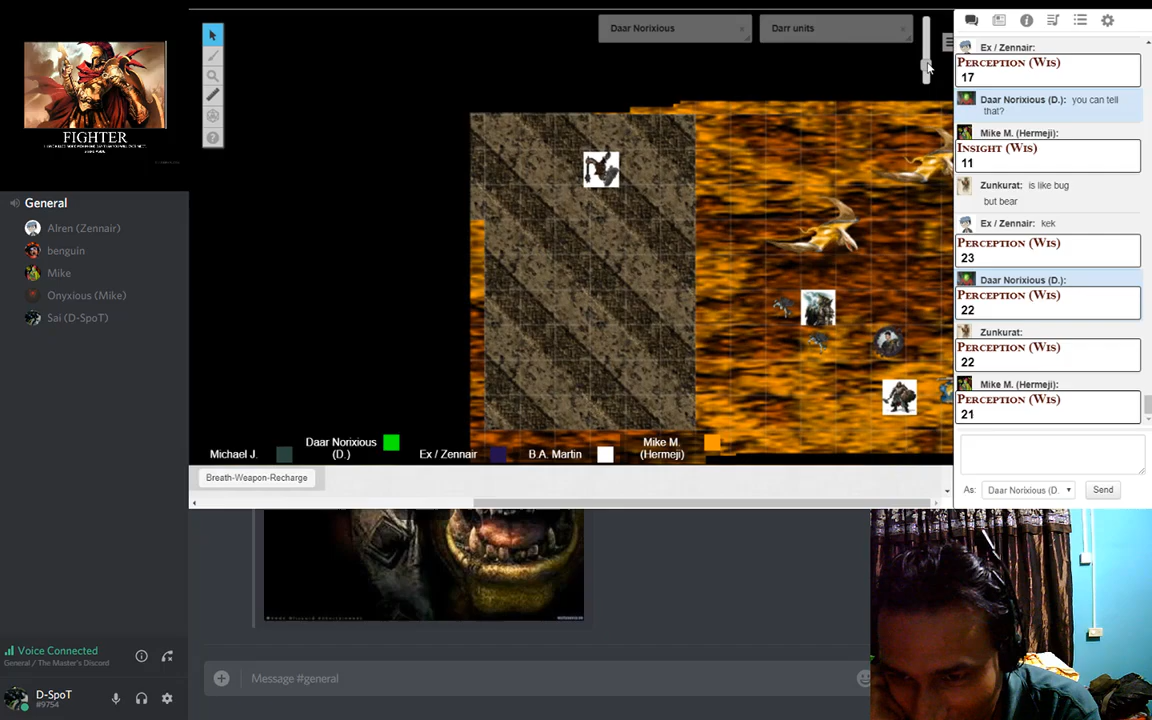 FIGHTER
General
Alren (Zennair)
benguin
Mike
Onyxious (Mike)
Sai (D-SpoT)
Voice Connected
General / The Master's Discord
D-SpoT
#9754
Daar Norixious
Darr units
Michael J.
Daar Norixious
(D.)
Ex / Zennair
B.A. Martin
Mike M.
(Hermeji)
Breath-Weapon-Recharge
Message #general
Ex / Zennair:
PERCEPTION (WIS)
17
Daar Norixious (D.): you can tell
that?
Mike M. (Hermeji):
INSIGHT (WIS)
11
Zunkurat: is like bug
but bear
Ex / Zennair: kek
PERCEPTION (WIS)
23
Daar Norixious (D.):
PERCEPTION (WIS)
22
Zunkurat:
PERCEPTION (WIS)
22
Mike M. (Hermeji):
PERCEPTION (WIS)
21
As: Daar Norixious (D. Send